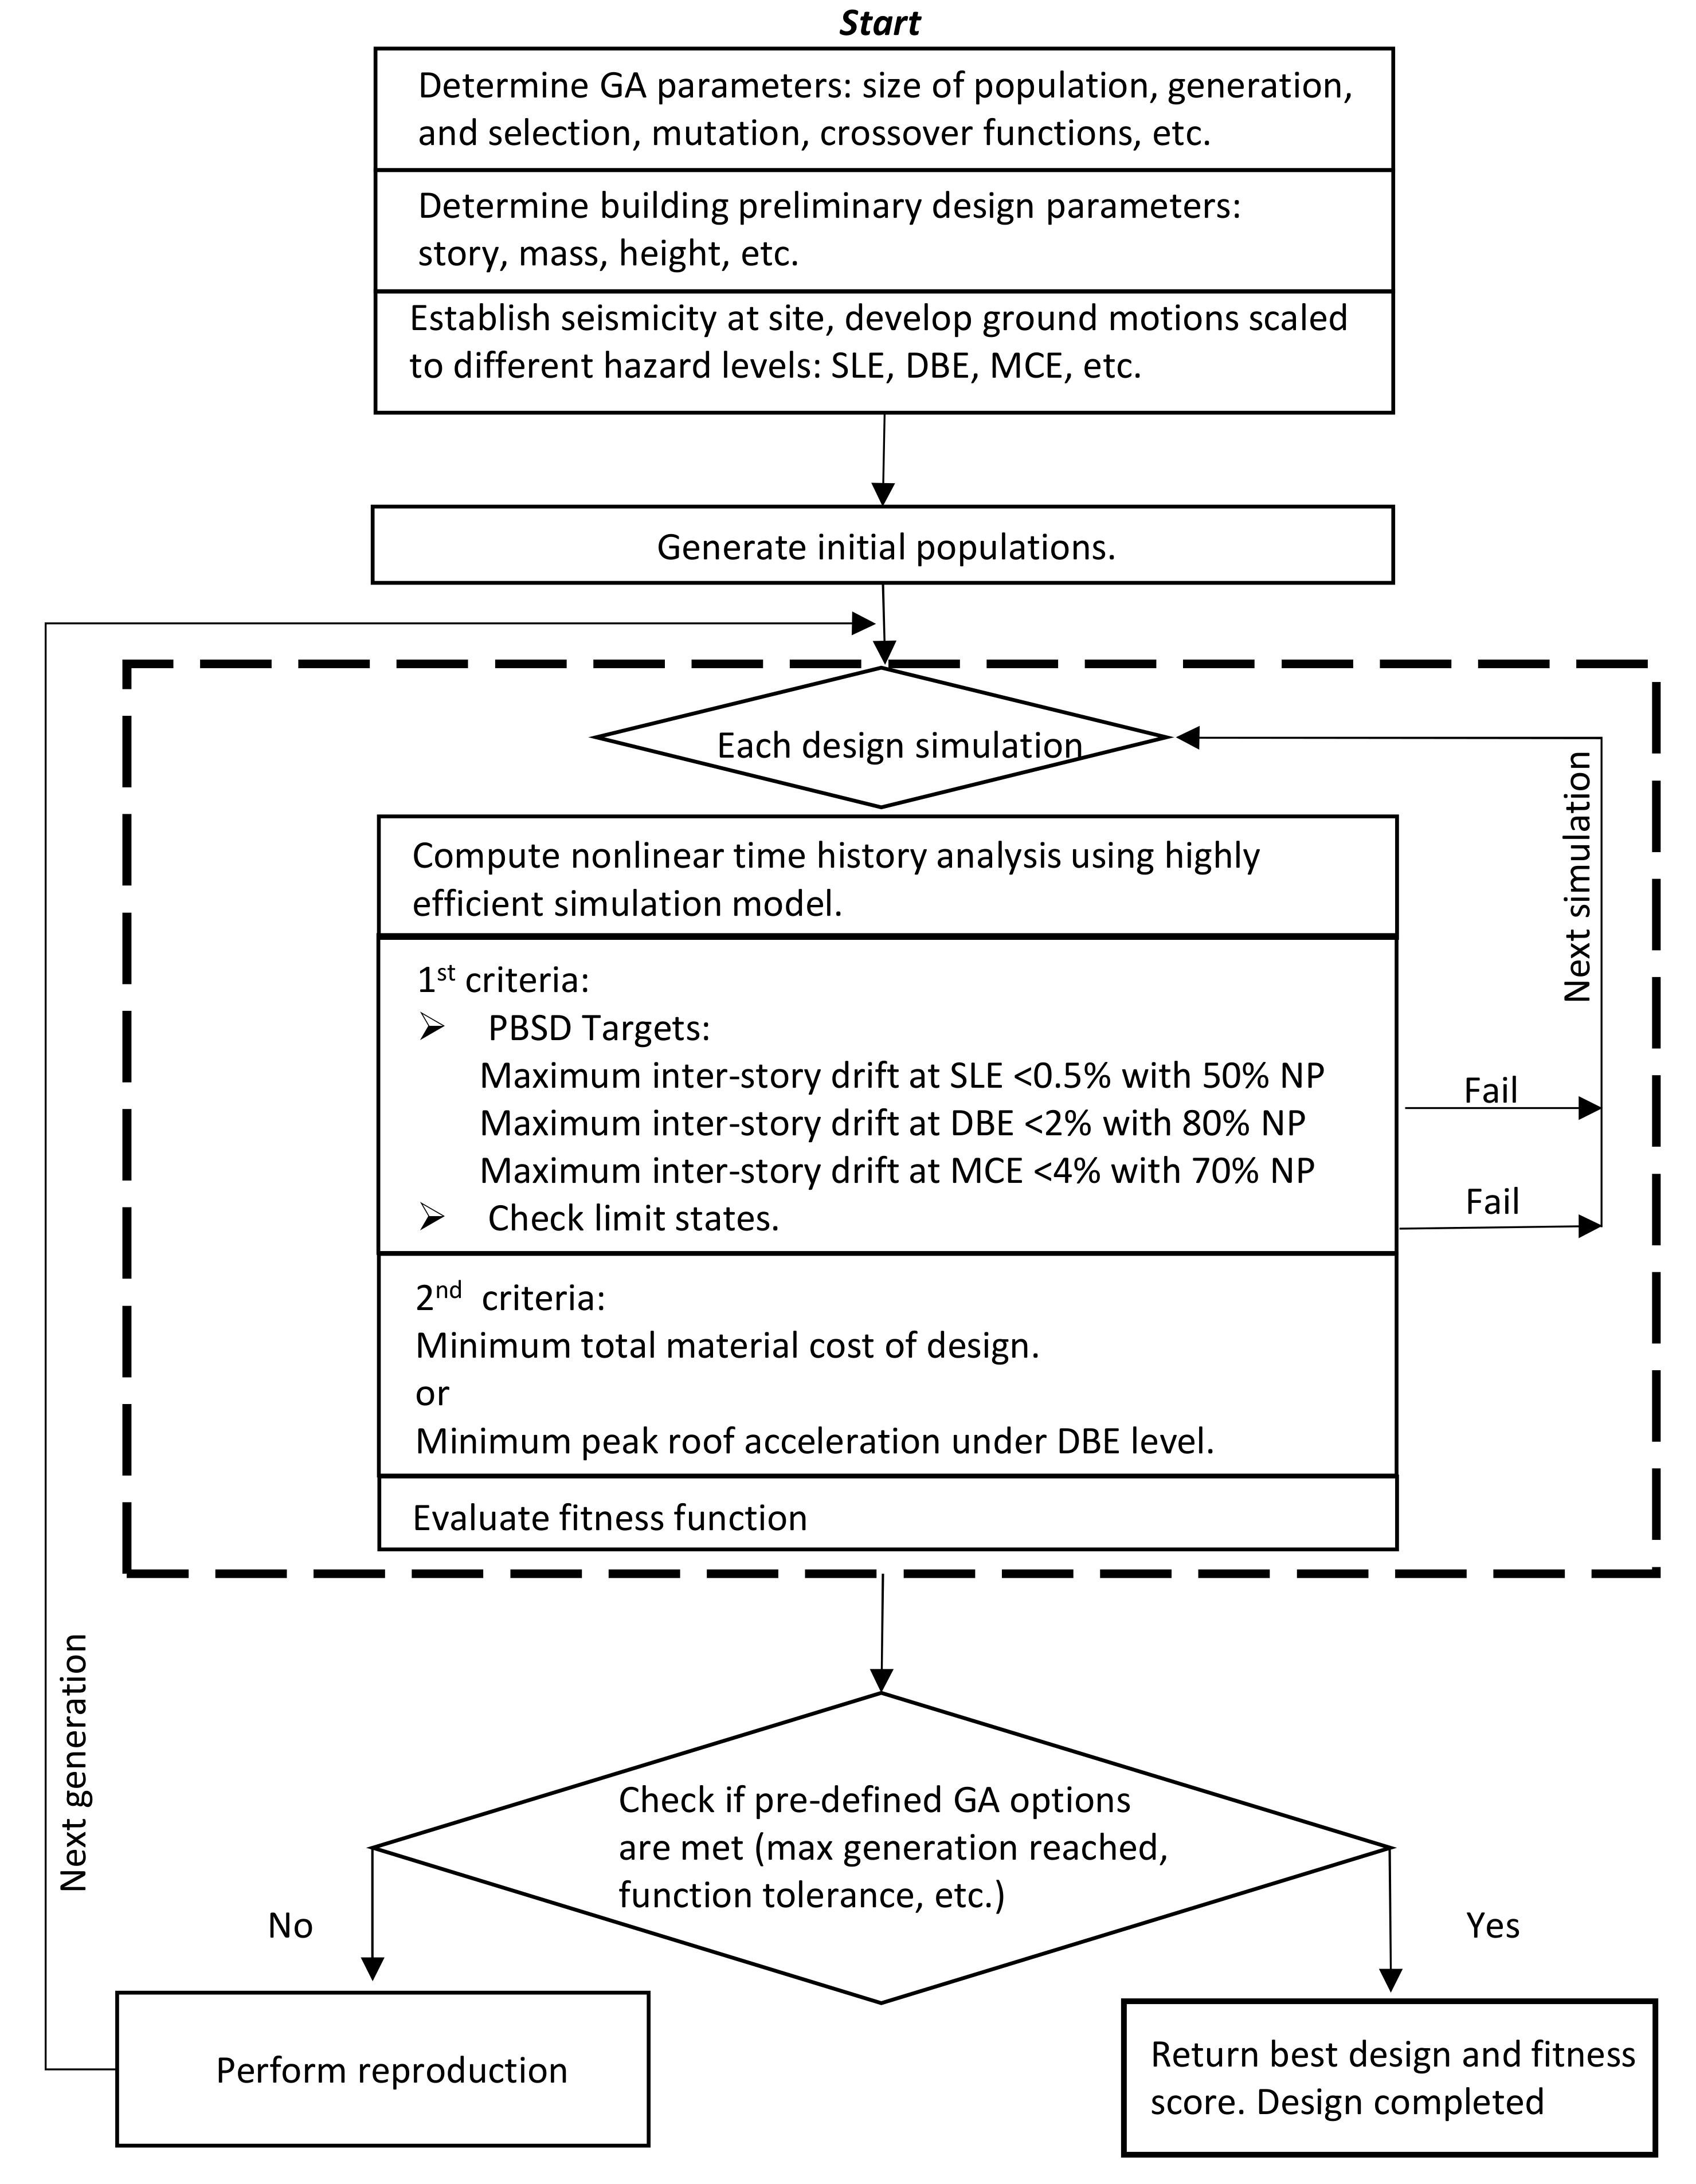 Start
Determine GA parameters: size of population, generation,
and selection, mutation, crossover functions, etc.
Determine building preliminary design parameters:
story, mass, height, etc.
Establish seismicity at site, develop ground motions scaled
to different hazard levels: SLE, DBE, MCE, etc.
Generate initial populations.
Each design simulation
Next simulation
Compute nonlinear time history analysis using highly
efficient simulation model.
1st criteria:
➢ PBSD Targets:
Maximum inter-story drift at SLE <0.5% with 50% NP
Maximum inter-story drift at DBE <2% with 80% NP
Maximum inter-story drift at MCE <4% with 70% NP
➢ Check limit states.
Fail
Fail
2nd criteria:
Minimum total material cost of design.
or
Minimum peak roof acceleration under DBE level.
Evaluate fitness function
Next generation
Check if pre-defined GA options
are met (max generation reached,
function tolerance, etc.)
No
Yes
Perform reproduction
Return best design and fitness
score. Design completed